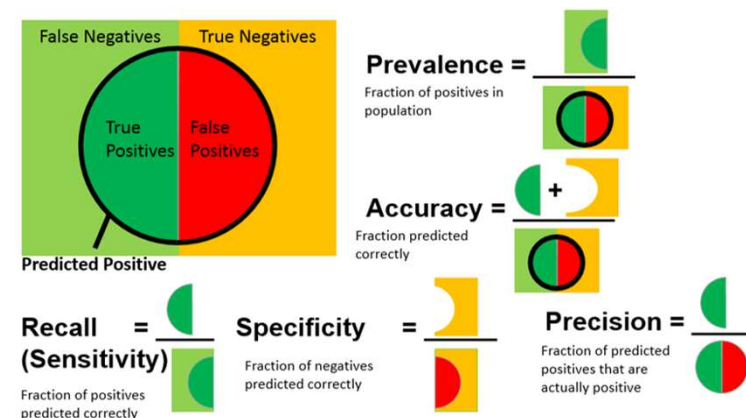 False Negatives True Negatives
True
Positives
False
Positives
Predicted Positive
Prevalence =
Fraction of positives in
population
Accuracy =
+
Fraction predicted
correctly
Recall =
(Sensitivity)
Fraction of positives
predicted correctly
Specificity =
Fraction of negatives
predicted correctly
Precision =
Fraction of predicted
positives that are
actually positive